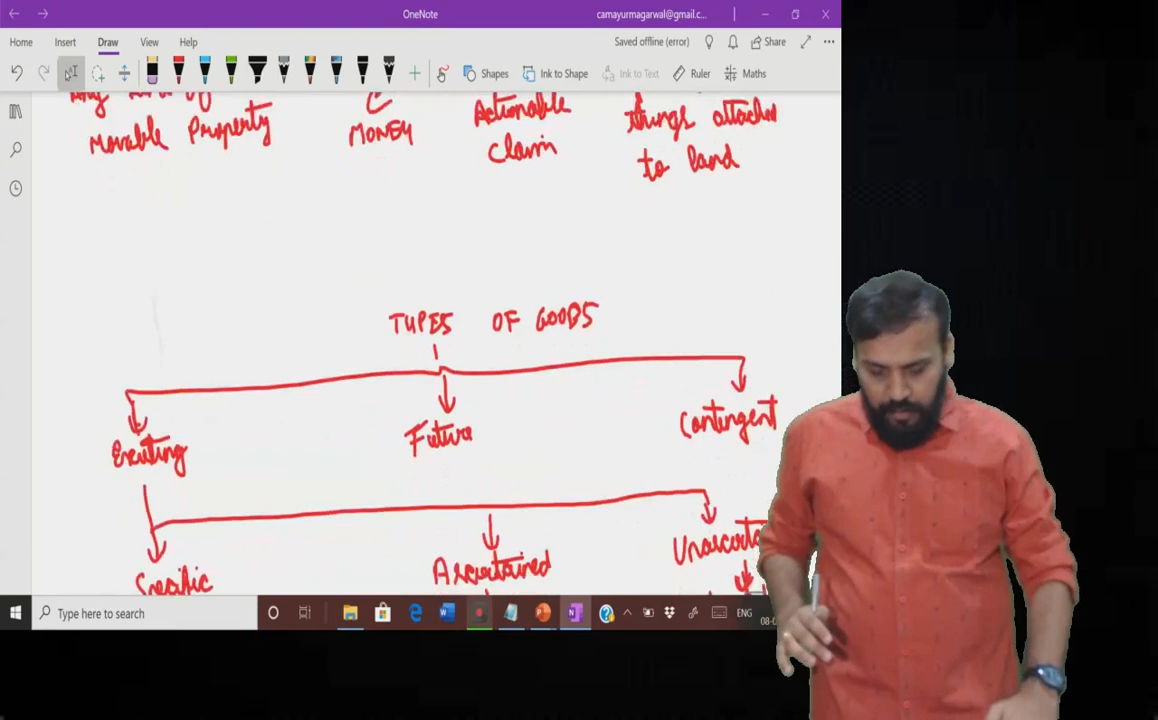 OneNote
camayurmagarwal@gmail.c...
Home Insert Draw View Help
Saved offline (error)
Share
Shapes
Ink to Shape
Ink to Text
Ruler
Maths
Movable Property
MONEY
Actionable
Claim
things attached
to land
TYPES OF GOODS
Existing
Future
Contingent
Specific
Ascertained
Type here to search
ENG